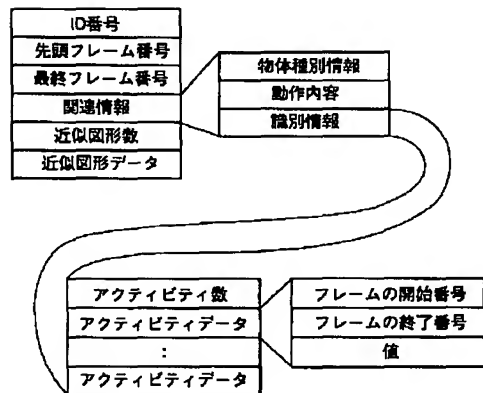 ID番号
先頭フレーム番号
最終フレーム番号
関連情報
近似図形数
近似図形データ
物体種別情報
動作内容
識別情報
アクティビティ数
アクティビティデータ
:
アクティビティデータ
フレームの開始番号
フレームの終了番号
値